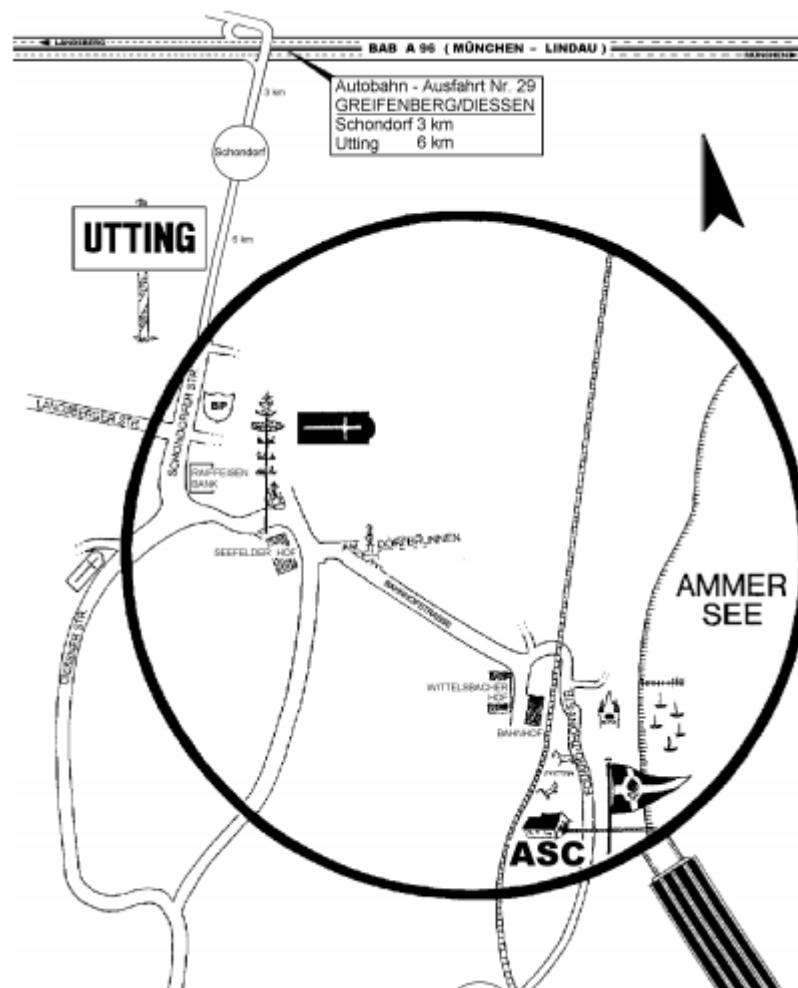 LANDSBERG
BAB A 96 ( MÜNCHEN - LINDAU )
MÜNCHEN
Autobahn - Ausfahrt Nr. 29
GREIFENBERG/DIESSEN
Schondorf 3 km
Utting 6 km
3 km
Schondorf
UTTING
6 km
LANDSBERGER STR.
SCHONDORFER STR.
BP
RAIFFEISEN
BANK
SEEFELDER HOF
AM DORFBRUNNEN
BAHNHOFSTRASSE
AMMER
SEE
WITTELSBACHER
HOF
BAHNHOF
ASC